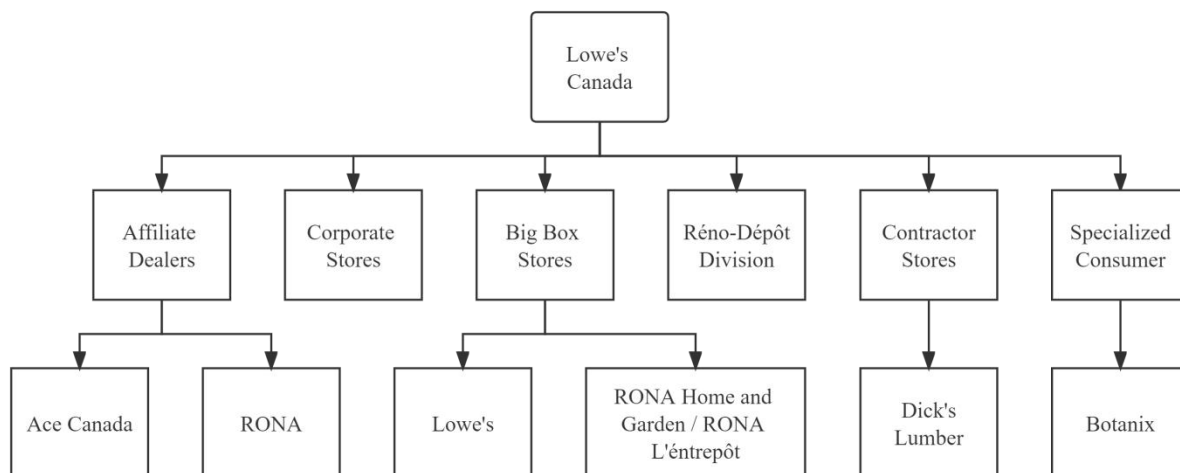 Lowe's
Canada
Affiliate
Dealers
Corporate
Stores
Big Box
Stores
Réno-Dépôt
Division
Contractor
Stores
Specialized
Consumer
Ace Canada
RONA
Lowe's
RONA Home and
Garden / RONA
L'éntrepôt
Dick's
Lumber
Botanix